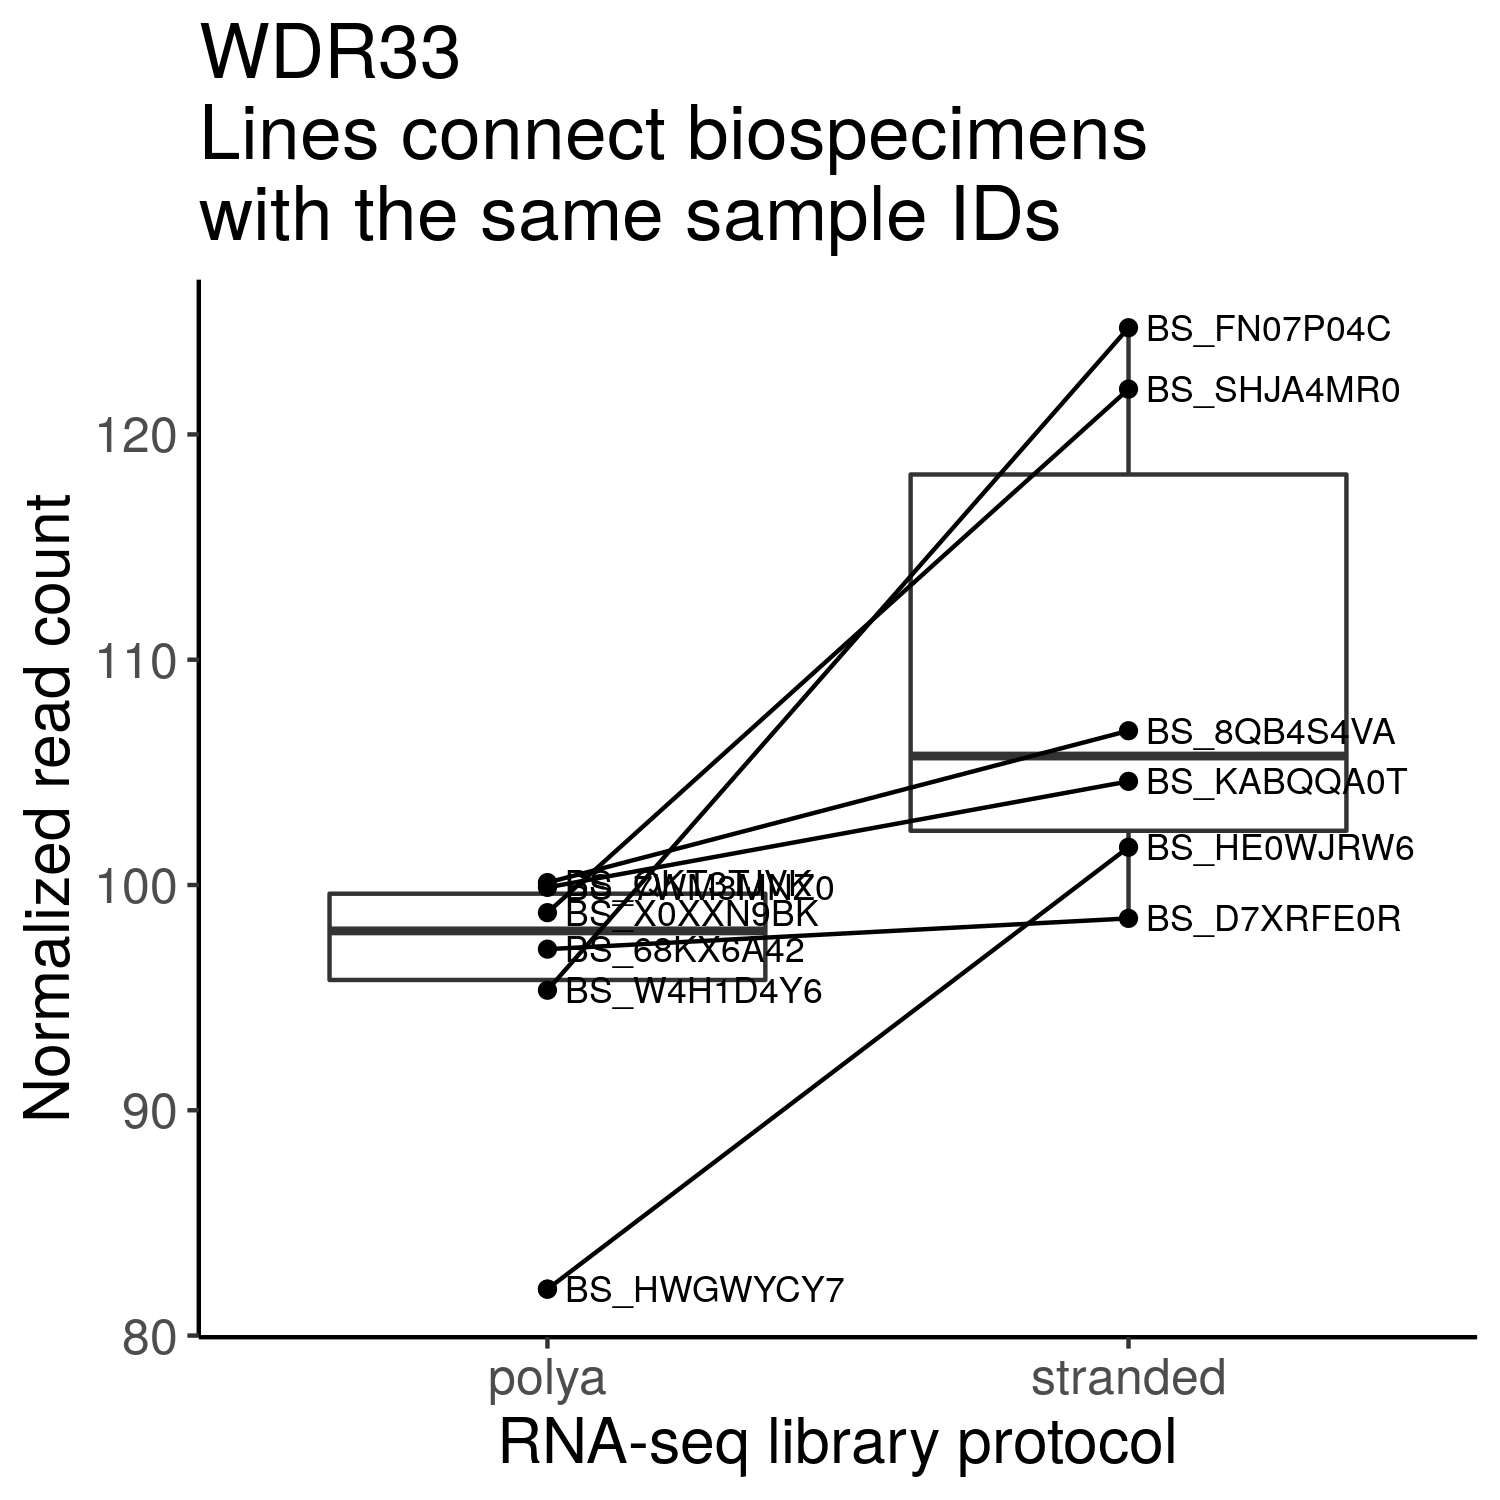 WDR33
Lines connect biospecimens
with the same sample IDs
Normalized read count
120
110
100
90
80
BS_FN07P04C
BS_SHJA4MR0
BS_8QB4S4VA
BS_KABQQA0T
BS_HE0WJRW6
BS_D7XRFE0R
BS_X0XXN9BK
BS_68KX6A42
BS_W4H1D4Y6
BS_HWGWYCY7
polya
stranded
RNA-seq library protocol